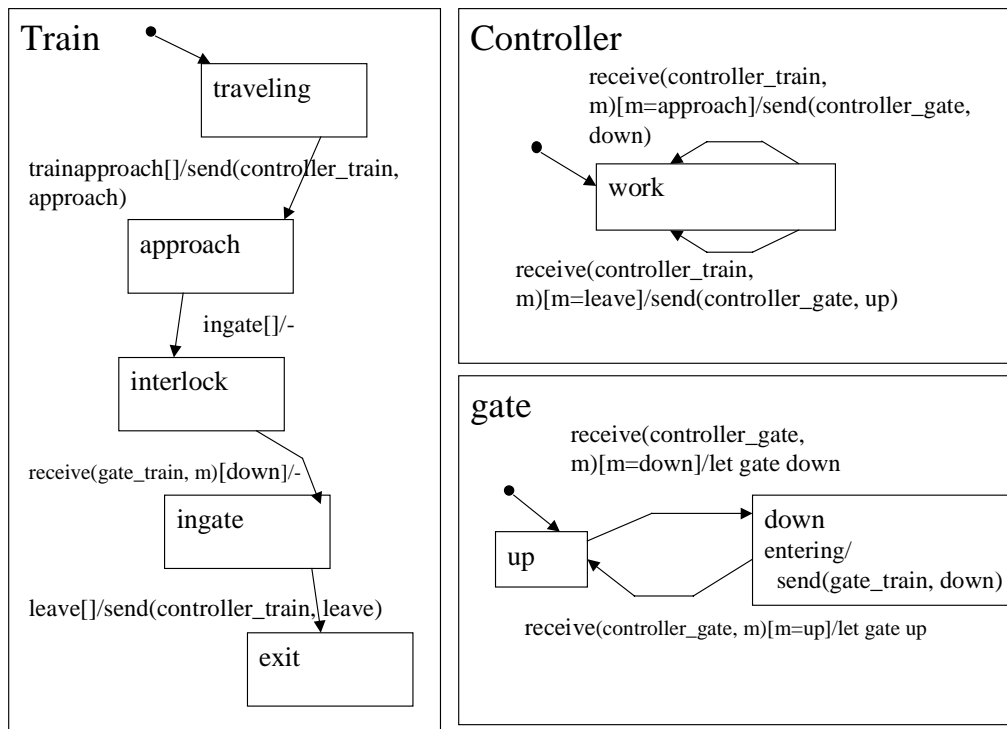 Train
traveling
trainapproach[]/send(controller_train,
approach)
approach
ingate[]/-
interlock
receive(gate_train, m)[down]/-
ingate
leave[]/send(controller_train, leave)
exit
Controller
receive(controller_train,
m)[m=approach]/send(controller_gate,
down)
work
receive(controller_train,
m)[m=leave]/send(controller_gate, up)
gate
receive(controller_gate,
m)[m=down]/let gate down
up
down
entering/
send(gate_train, down)
receive(controller_gate, m)[m=up]/let gate up